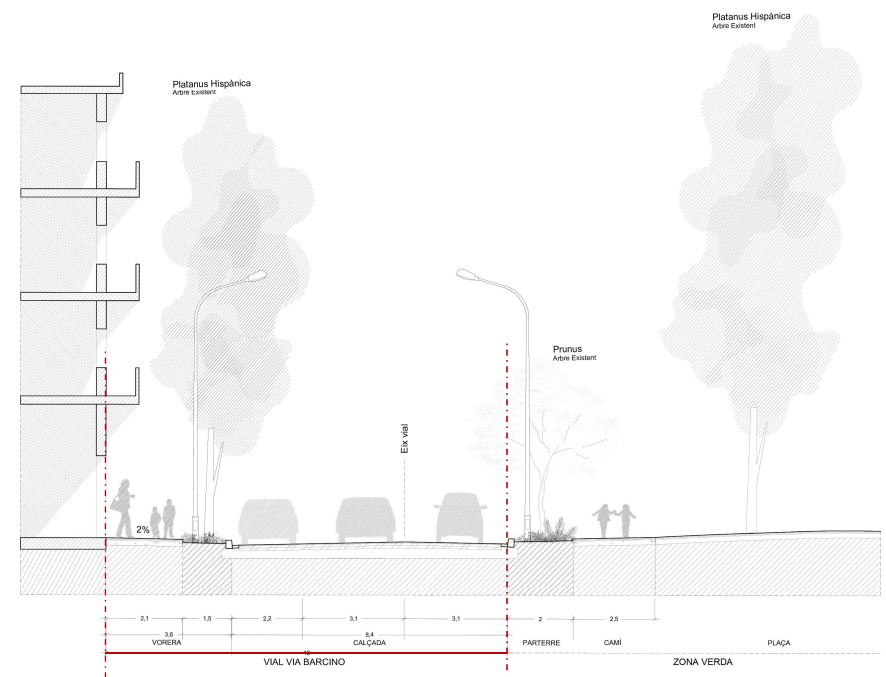 Platanus Hispànica
Arbre Existent
Platanus Hispànica
Arbre Existent
Prunus
Arbre Existent
Eix vial
2%
2,1 1,5 2,2 3,1 3,1 2 2,5
3,6 8,4
VORERA CALÇADA PARTERRE CAMÍ PLAÇA
12
VIAL VIA BARCINO ZONA VERDA